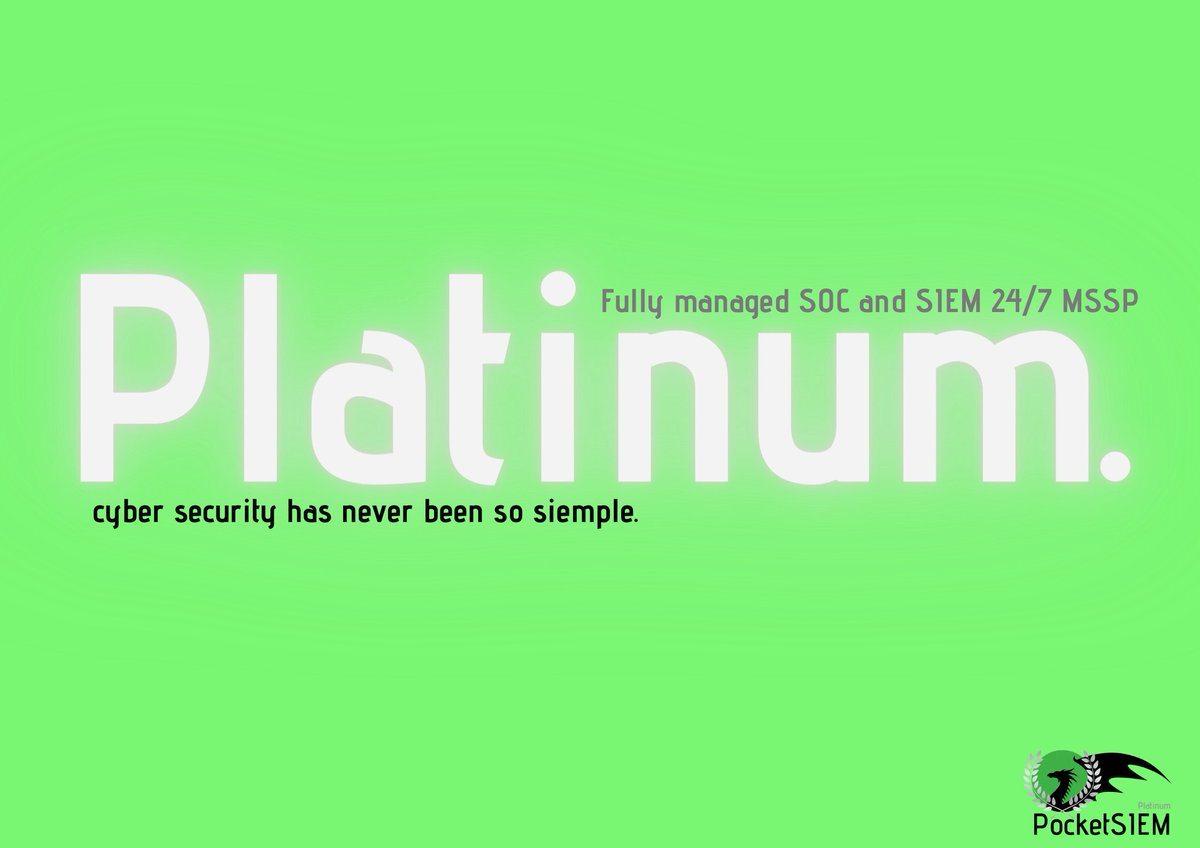 Fully managed SOC and SIEM 24/7 MSSP
Platinum.
cyber security has never been so siemple.
Platinum
PocketSIEM